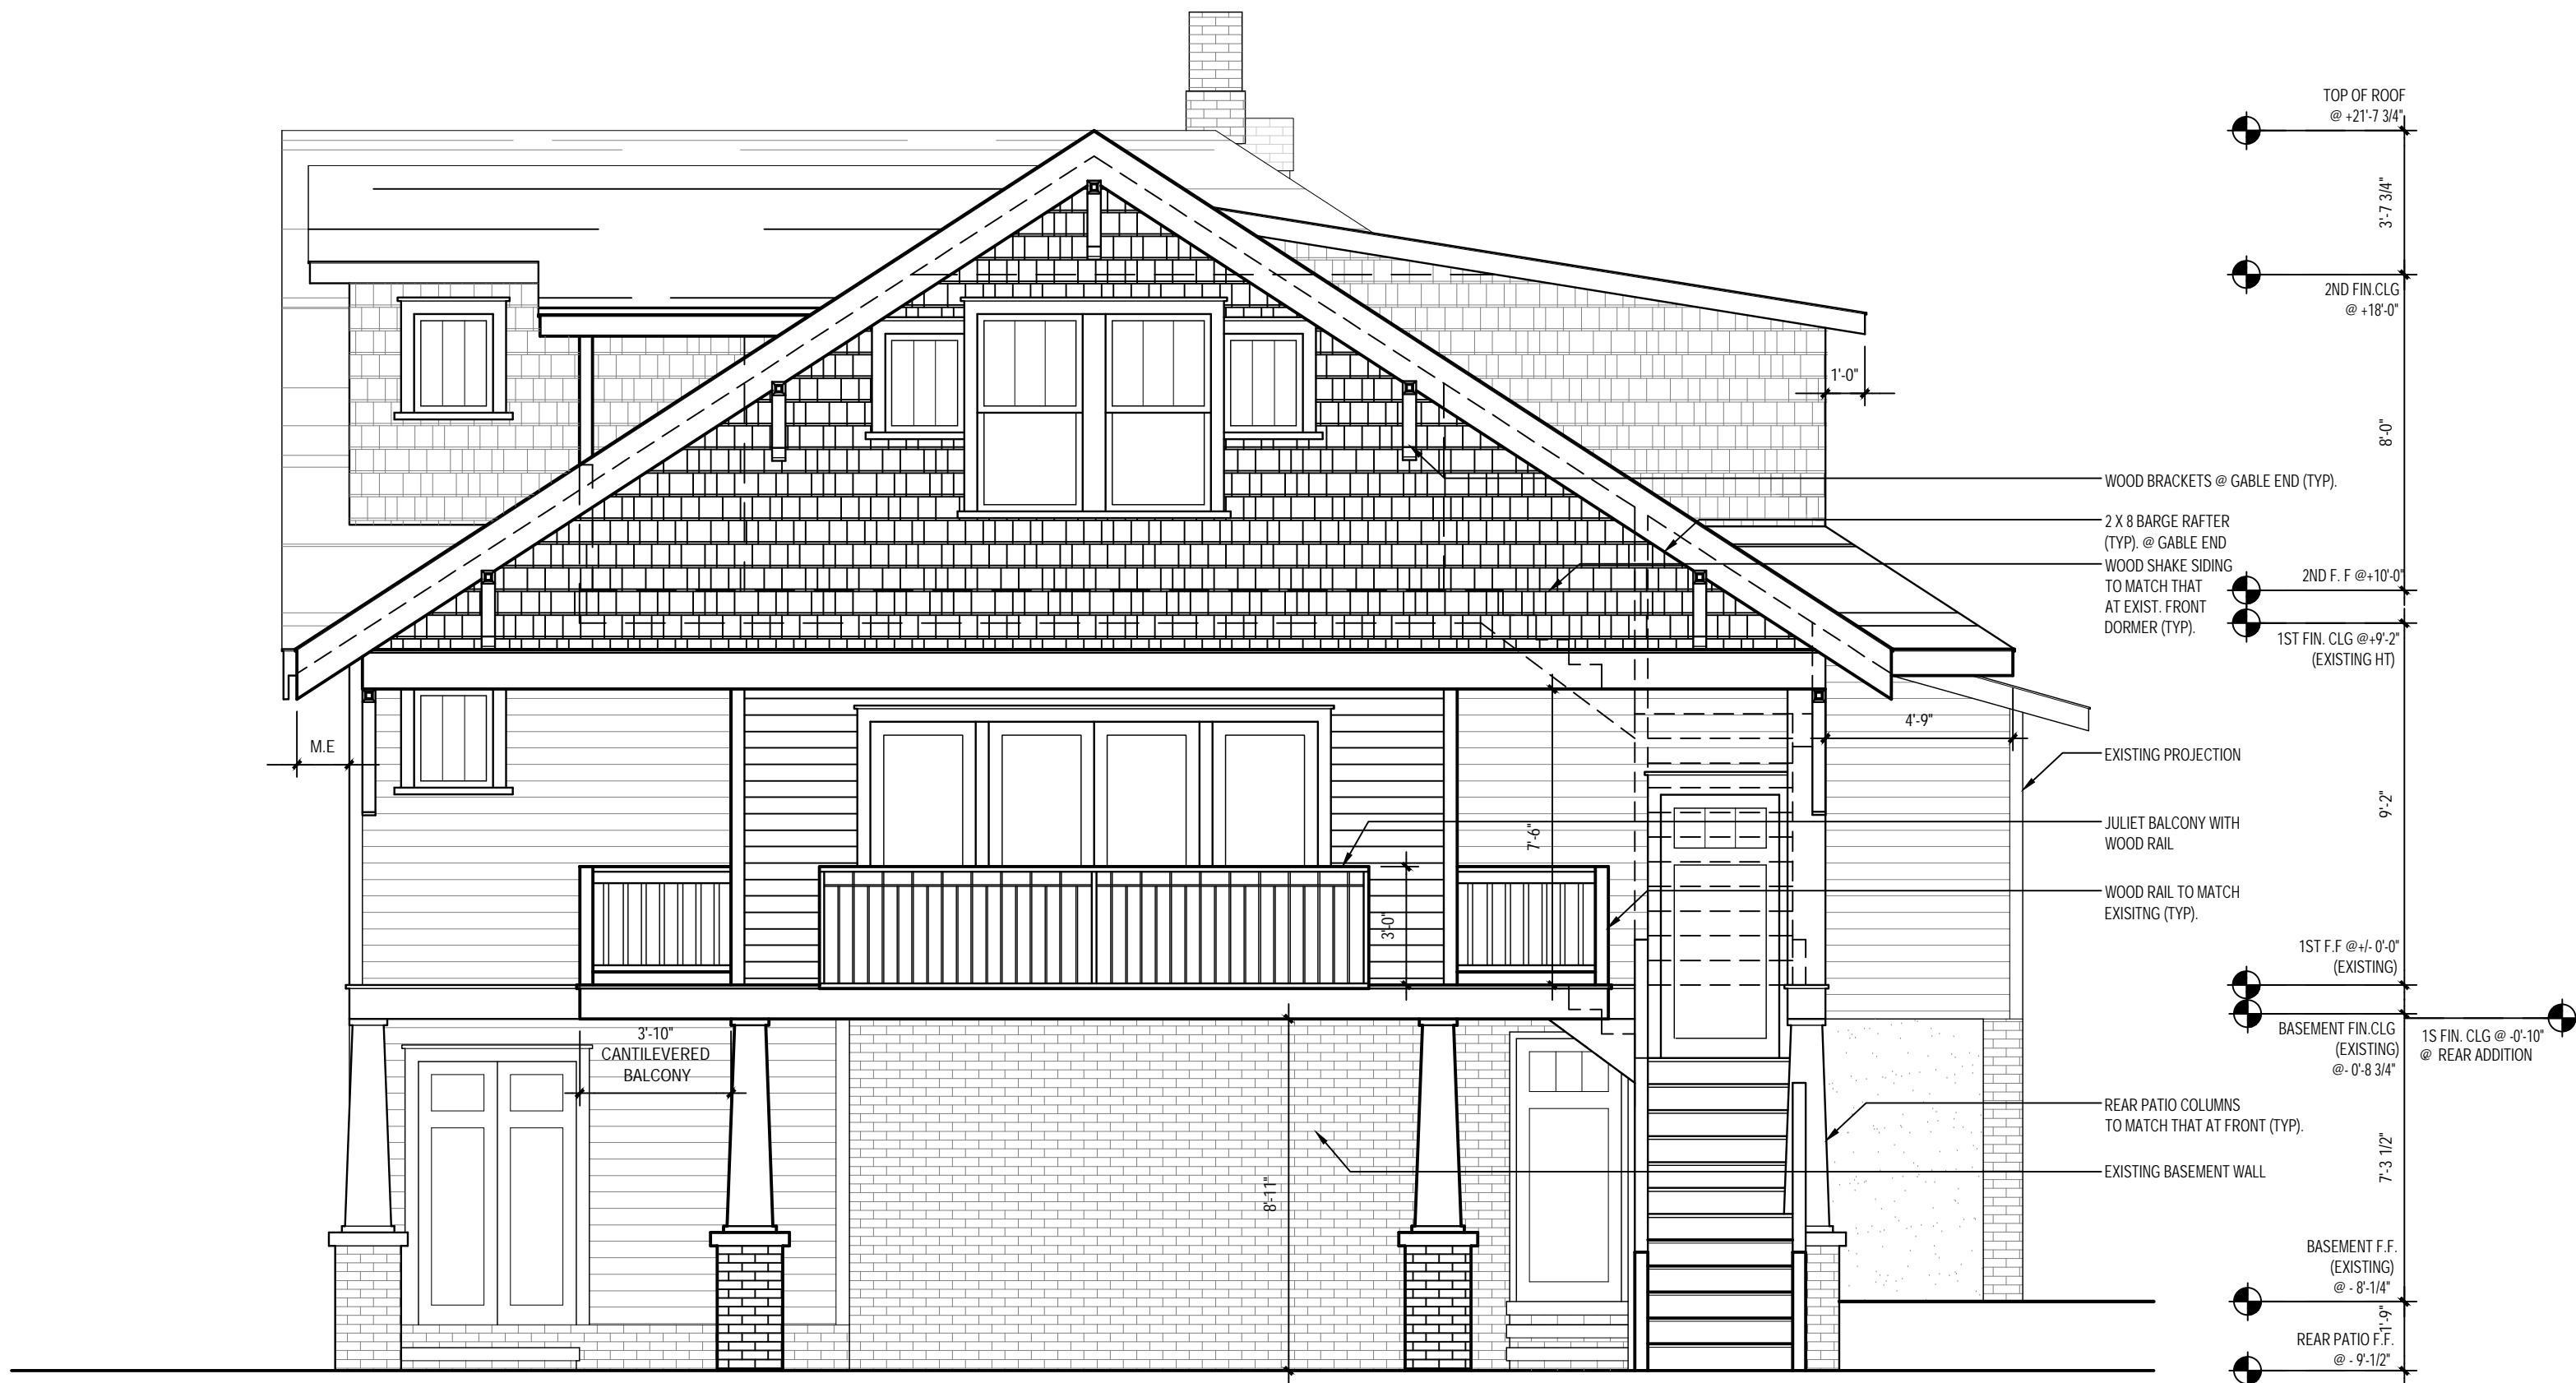 TOP OF ROOF
@ +21'-7 3/4"
3'-7 3/4"
2ND FIN.CLG
@ +18'-0"
1'-0"
8'-0"
WOOD BRACKETS @ GABLE END (TYP).
2 X 8 BARGE RAFTER
(TYP). @ GABLE END
WOOD SHAKE SIDING
TO MATCH THAT
AT EXIST. FRONT
DORMER (TYP).
2ND F. F @+10'-0"
1ST FIN. CLG @+9'-2"
(EXISTING HT)
M.E
4'-9"
EXISTING PROJECTION
9'-2"
7'-6"
JULIET BALCONY WITH
WOOD RAIL
3'-0"
WOOD RAIL TO MATCH
EXISITNG (TYP).
1ST F.F @+/- 0'-0"
(EXISTING)
BASEMENT FIN.CLG
(EXISTING)
@- 0'-8 3/4"
1S FIN. CLG @ -0'-10"
@ REAR ADDITION
3'-10"
CANTILEVERED
BALCONY
REAR PATIO COLUMNS
TO MATCH THAT AT FRONT (TYP).
7'-3 1/2"
EXISTING BASEMENT WALL
8'-11"
BASEMENT F.F.
(EXISTING)
@ - 8'-1/4"
1'-9"
REAR PATIO F.F.
@ - 9'-1/2"